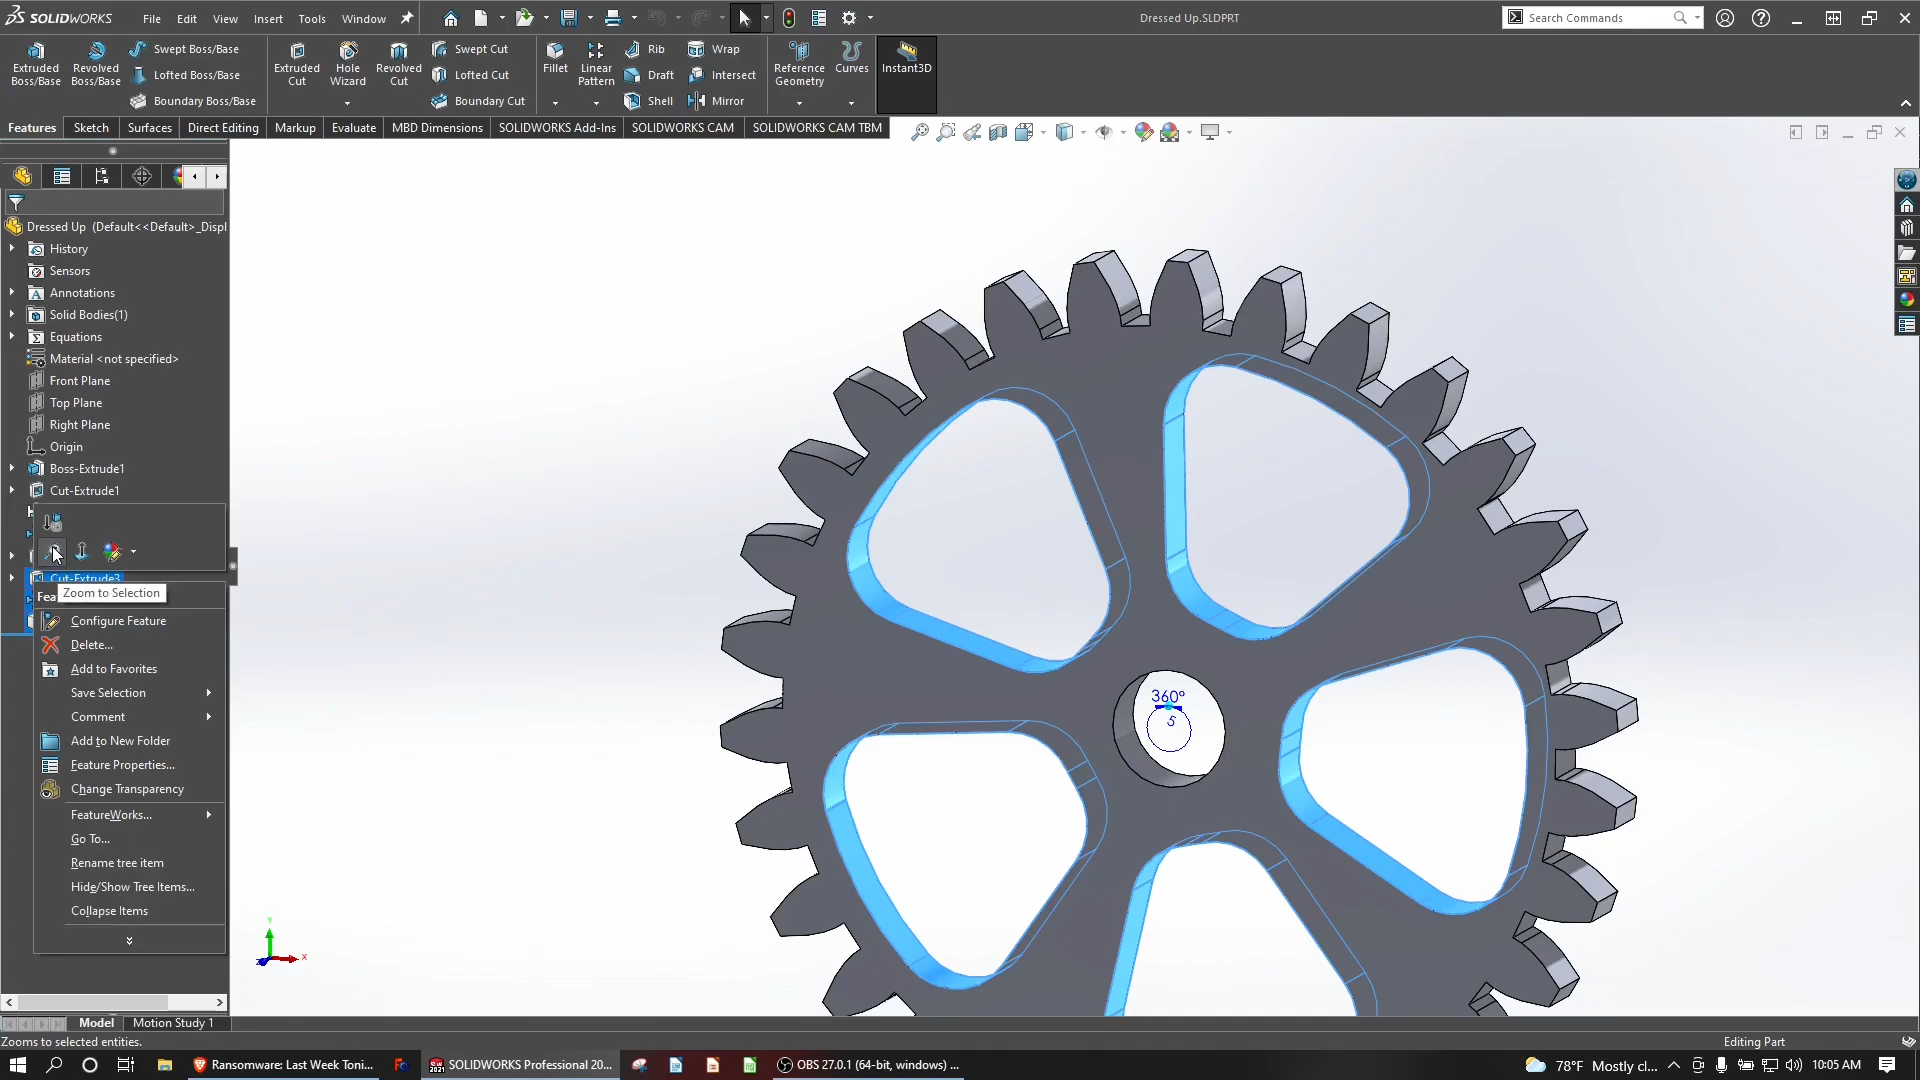 SOLIDWORKS
File
Edit
View
Insert
Tools
Window
Dressed Up.SLDPRT
Search Commands
Extruded
Boss/Base
Revolved
Boss/Base
Swept Boss/Base
Lofted Boss/Base
Boundary Boss/Base
Extruded
Cut
Hole
Wizard
Revolved
Cut
Swept Cut
Lofted Cut
Boundary Cut
Fillet
Linear
Pattern
Rib
Draft
Shell
Wrap
Intersect
Mirror
Reference
Geometry
Curves
Instant3D
Features
Sketch
Surfaces
Direct Editing
Markup
Evaluate
MBD Dimensions
SOLIDWORKS Add-Ins
SOLIDWORKS CAM
SOLIDWORKS CAM TBM
Dressed Up (Default<<Default>_Displ
History
Sensors
Annotations
Solid Bodies(1)
Equations
Material <not specified>
Front Plane
Top Plane
Right Plane
Origin
Boss-Extrude1
Cut-Extrude1
Cut-Extrude3
Fea
Zoom to Selection
Configure Feature
Delete...
Add to Favorites
Save Selection
Comment
Add to New Folder
Feature Properties...
Change Transparency
FeatureWorks...
Go To...
Rename tree item
Hide/Show Tree Items...
Collapse Items
360°
5
Y
X
Z
Model
Motion Study 1
Zooms to selected entities.
Editing Part
Ransomware: Last Week Toni...
SOLIDWORKS Professional 20...
OBS 27.0.1 (64-bit, windows) ...
78°F Mostly cl...
10:05 AM